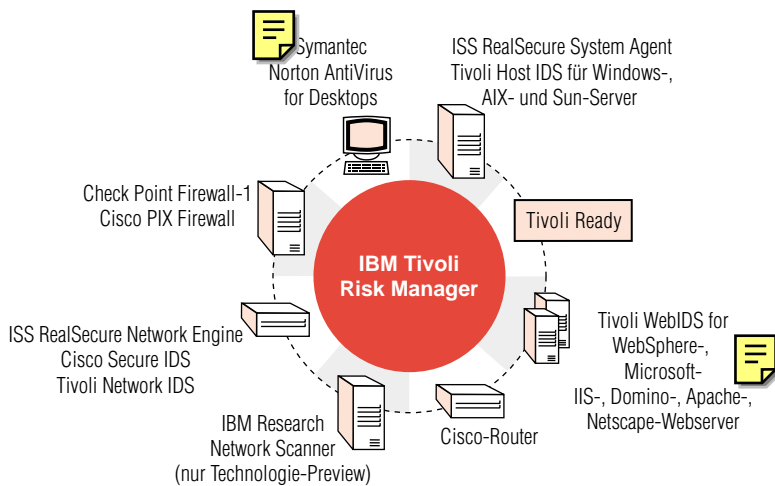 Symantec
Norton AntiVirus
for Desktops
ISS RealSecure System Agent
Tivoli Host IDS für Windows-,
AIX- und Sun-Server
Check Point Firewall-1
Cisco PIX Firewall
Tivoli Ready
IBM Tivoli
Risk Manager
ISS RealSecure Network Engine
Cisco Secure IDS
Tivoli Network IDS
Tivoli WebIDS for
WebSphere-,
Microsoft-
IIS-, Domino-, Apache-,
Netscape-Webserver
IBM Research
Network Scanner
(nur Technologie-Preview)
Cisco-Router